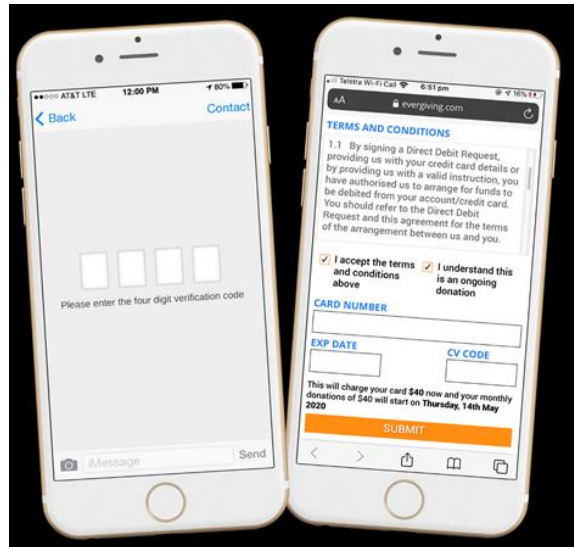 AT&T LTE 12:00 PM 80%
Back Contact
Please enter the four digit verification code
iMessage Send
Telstra Wi-Fi Call 6:51 pm 16%
AA evergiving.com
TERMS AND CONDITIONS
1.1 By signing a Direct Debit Request,
providing us with your credit card details or
by providing us with a valid instruction, you
have authorised us to arrange for funds to
be debited from your account/credit card.
You should refer to the Direct Debit
Request and this agreement for the terms
of the arrangement between us and you.
I accept the terms
and conditions
above
I understand this
is an ongoing
donation
CARD NUMBER
EXP DATE
CV CODE
This will charge your card $40 now and your monthly
donations of $40 will start on Thursday, 14th May
2020
SUBMIT